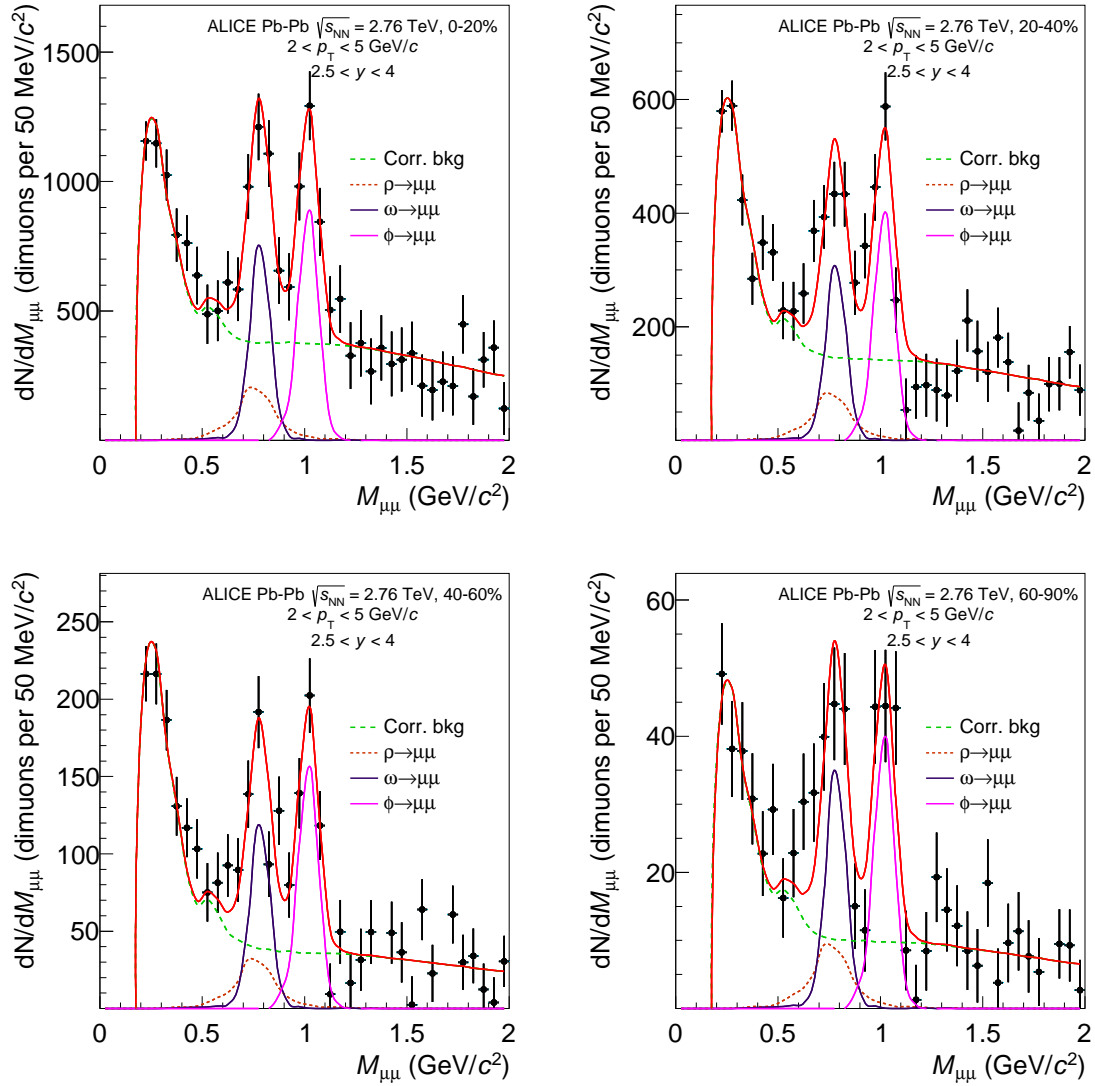 ALICE Pb-Pb √sNN = 2.76 TeV, 0-20%
2 < pT < 5 GeV/c
2.5 < y < 4
dN/dMμμ (dimuons per 50 MeV/c²)
1500
1000
500
Corr. bkg
ρ→μμ
ω→μμ
ϕ→μμ
0 0.5 1 1.5 2
Mμμ (GeV/c²)
ALICE Pb-Pb √sNN = 2.76 TeV, 20-40%
2 < pT < 5 GeV/c
2.5 < y < 4
dN/dMμμ (dimuons per 50 MeV/c²)
600
400
200
Corr. bkg
ρ→μμ
ω→μμ
ϕ→μμ
0 0.5 1 1.5 2
Mμμ (GeV/c²)
ALICE Pb-Pb √sNN = 2.76 TeV, 40-60%
2 < pT < 5 GeV/c
2.5 < y < 4
dN/dMμμ (dimuons per 50 MeV/c²)
250
200
150
100
50
Corr. bkg
ρ→μμ
ω→μμ
ϕ→μμ
0 0.5 1 1.5 2
Mμμ (GeV/c²)
ALICE Pb-Pb √sNN = 2.76 TeV, 60-90%
2 < pT < 5 GeV/c
2.5 < y < 4
dN/dMμμ (dimuons per 50 MeV/c²)
60
40
20
Corr. bkg
ρ→μμ
ω→μμ
ϕ→μμ
0 0.5 1 1.5 2
Mμμ (GeV/c²)